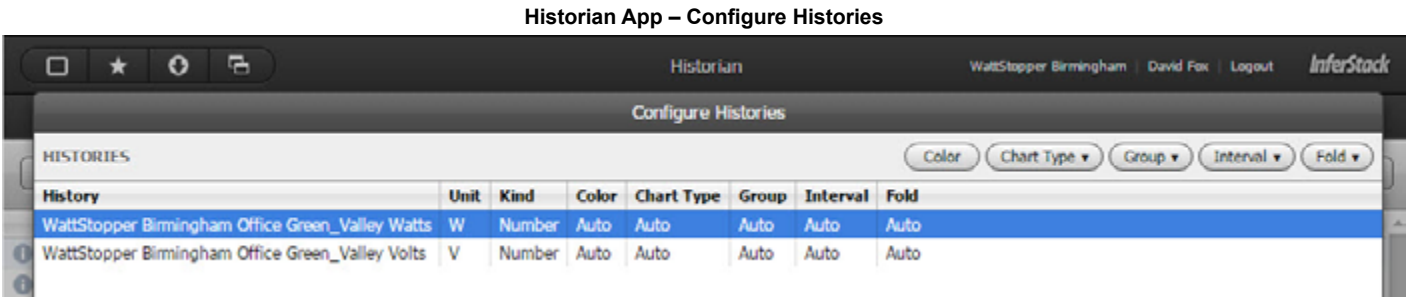 Historian App – Configure Histories
Historian WattStopper Birmingham | David Fox | Logout InferStack
Configure Histories
HISTORIES Color Chart Type ▾ Group ▾ Interval ▾ Fold ▾
History Unit Kind Color Chart Type Group Interval Fold
WattStopper Birmingham Office Green_Valley Watts W Number Auto Auto Auto Auto Auto
WattStopper Birmingham Office Green_Valley Volts V Number Auto Auto Auto Auto Auto